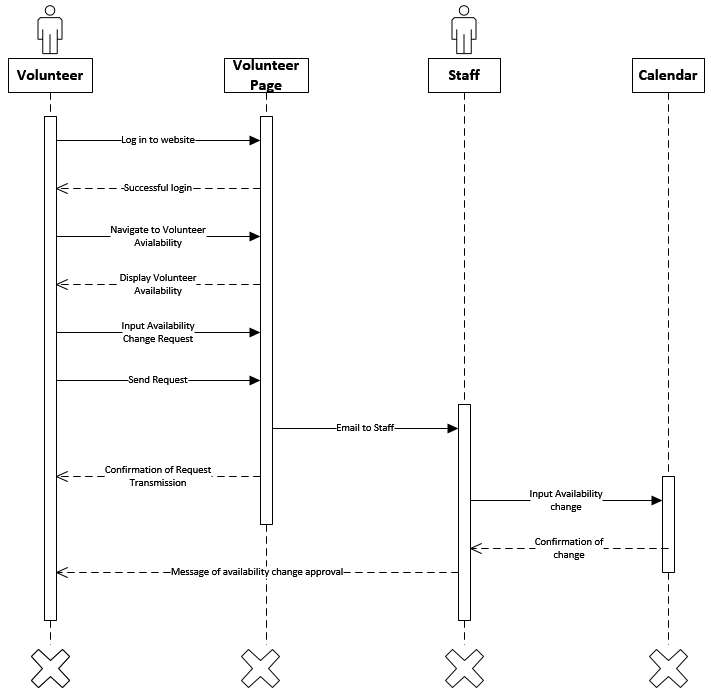 Volunteer
Volunteer
Page
Staff
Calendar
Log in to website
Successful login
Navigate to Volunteer
Avialability
Display Volunteer
Availability
Input Availability
Change Request
Send Request
Email to Staff
Confirmation of Request
Transmission
Input Availability
change
Confirmation of
change
Message of availability change approval